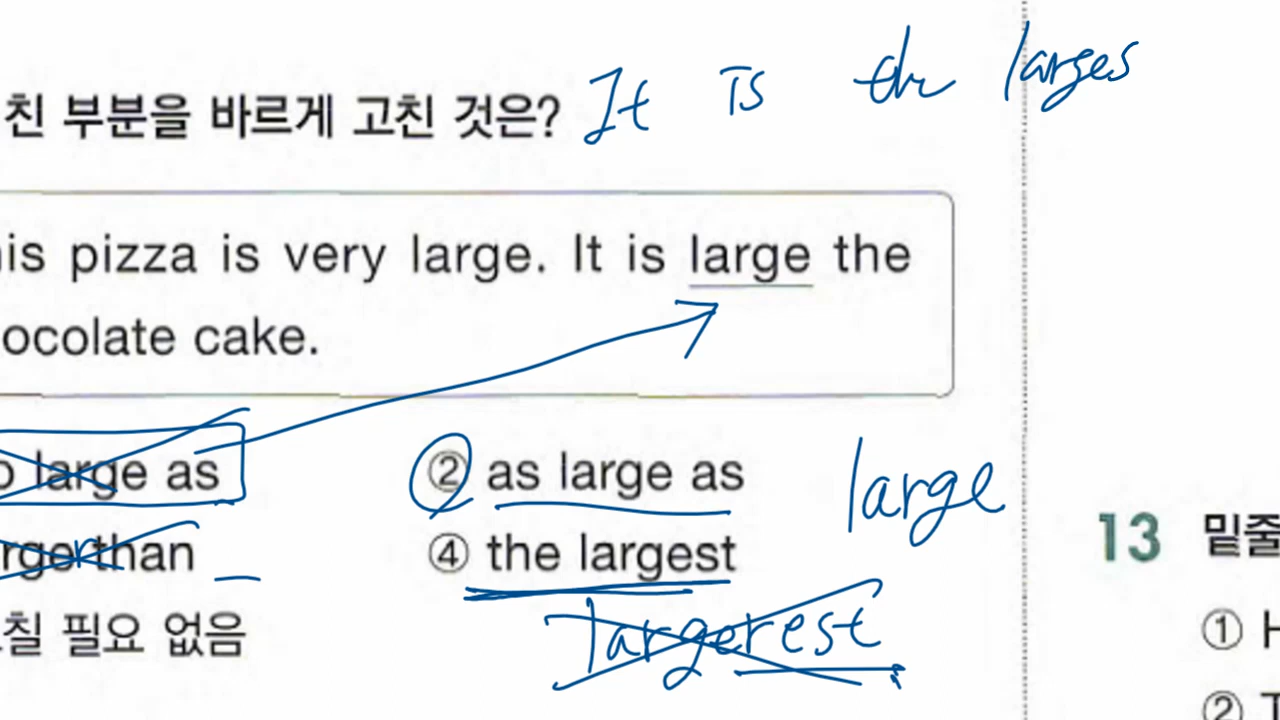 It is the larges
친 부분을 바르게 고친 것은?
is pizza is very large. It is large the
ocolate cake.
large as
② as large as
large
than
④ the largest
칠 필요 없음
largerest
13 밑줄
① H
② T